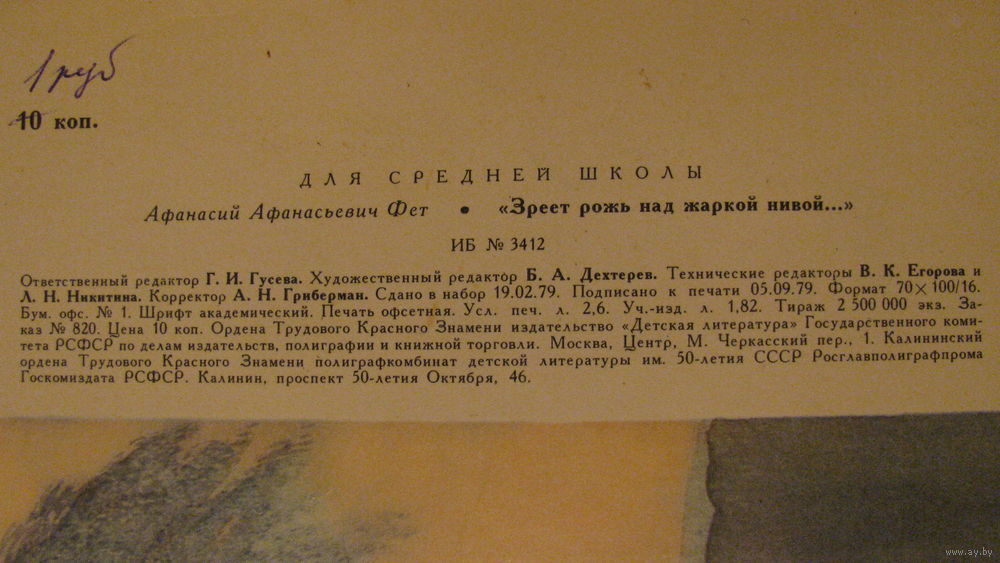 1 руб
10 коп.
ДЛЯ СРЕДНЕЙ ШКОЛЫ
Афанасий Афанасьевич Фет • «Зреет рожь над жаркой нивой...»
ИБ № 3412
Ответственный редактор Г. И. Гусева. Художественный редактор Б. А. Дехтерев. Технические редакторы В. К. Егорова и
Л. Н. Никитина. Корректор А. Н. Гриберман. Сдано в набор 19.02.79. Подписано к печати 05.09.79. Формат 70×100/16.
Бум. офс. № 1. Шрифт академический. Печать офсетная. Усл. печ. л. 2,6. Уч.-изд. л. 1,82. Тираж 2 500 000 экз. За-
каз № 820. Цена 10 коп. Ордена Трудового Красного Знамени издательство «Детская литература» Государственного коми-
тета РСФСР по делам издательств, полиграфии и книжной торговли. Москва, Центр, М. Черкасский пер., 1. Калининский
ордена Трудового Красного Знамени полиграфкомбинат детской литературы им. 50-летия СССР Росглавполиграфпрома
Госкомиздата РСФСР. Калинин, проспект 50-летия Октября, 46.
www.ay.by